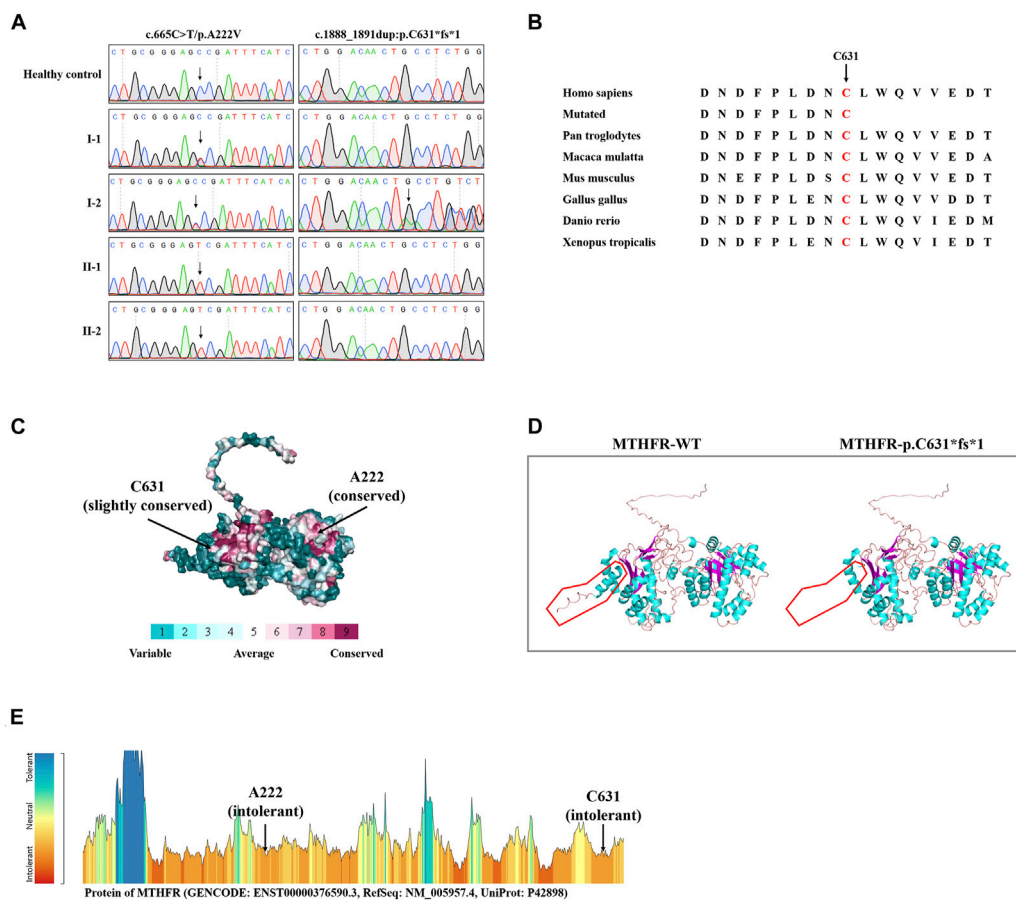 A
c.665C>T/p.A222V
c.1888_1891dup:p.C631*fs*1
Healthy control
C T G C G G G A G C C G A T T T C A T C
C T G G A C A A C T G C C T C T G G
I-1
C T G C G G G A G C C G A T T T C A T C
C T G G A C A A C T G C C T C T G G
I-2
C T G C G G G A G C C G A T T T C A T C A
C T G G A C A A C T G C C T G T C T
II-1
C T G C G G G A G T C G A T T T C A T C
C T G G A C A A C T G C C T C T G G
II-2
C T G C G G G A G T C G A T T T C A T C
C T G G A C A A C T G C C T C T G G
B
C631
Homo sapiens D N D F P L D N C L W Q V V E D T
Mutated D N D F P L D N C
Pan troglodytes D N D F P L D N C L W Q V V E D T
Macaca mulatta D N D F P L D N C L W Q V V E D A
Mus musculus D N E F P L D S C L W Q V V E D T
Gallus gallus D N D F P L E N C L W Q V V D D T
Danio rerio D N D F P L D N C L W Q V I E D M
Xenopus tropicalis D N D F P L E N C L W Q V I E D T
C
C631
(slightly conserved)
A222
(conserved)
1 2 3 4 5 6 7 8 9
Variable Average Conserved
D
MTHFR-WT
MTHFR-p.C631*fs*1
E
Tolerant
Neutral
Intolerant
A222
(intolerant)
C631
(intolerant)
Protein of MTHFR (GENCODE: ENST00000376590.3, RefSeq: NM_005957.4, UniProt: P42898)